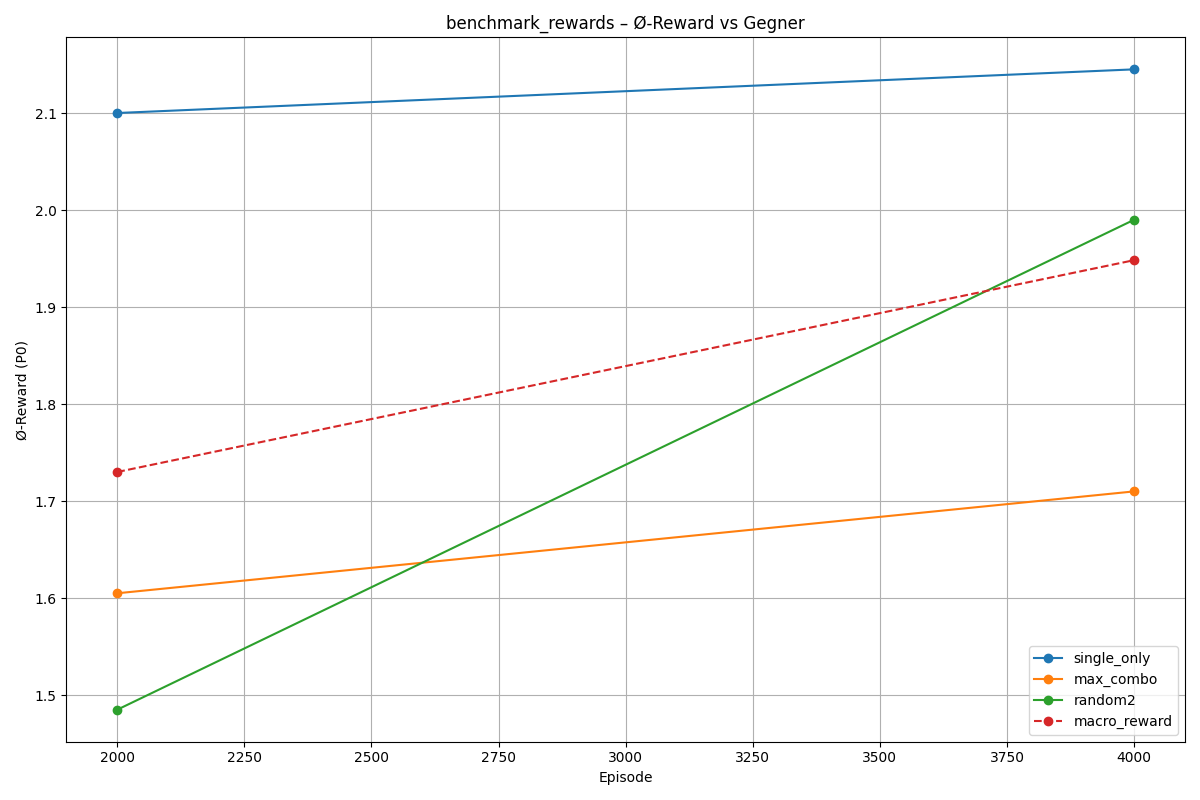 benchmark_rewards – Ø-Reward vs Gegner
Ø-Reward (P0)
2.1
2.0
1.9
1.8
1.7
1.6
1.5
2000 2250 2500 2750 3000 3250 3500 3750 4000
Episode
single_only
max_combo
random2
macro_reward